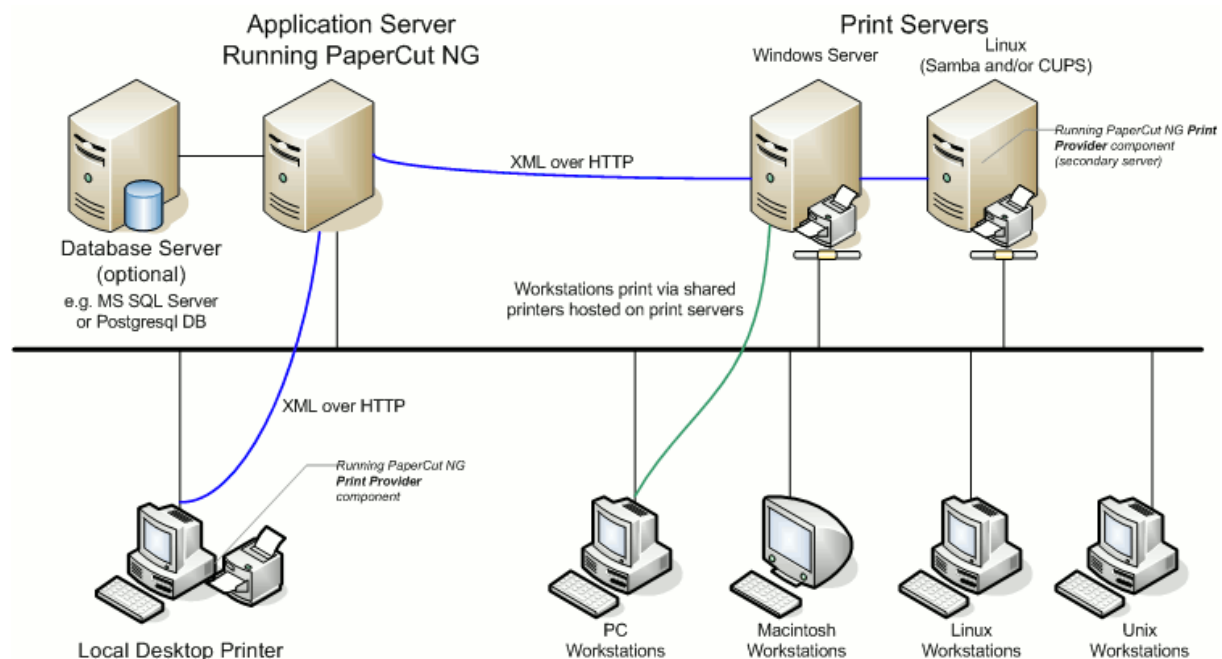 Application Server
Running PaperCut NG
Print Servers
Windows Server
Linux
(Samba and/or CUPS)
Running PaperCut NG Print
Provider component
(secondary server)
XML over HTTP
Database Server
(optional)
e.g. MS SQL Server
or Postgresql DB
Workstations print via shared
printers hosted on print servers
XML over HTTP
Running PaperCut NG
Print Provider
component
Local Desktop Printer
PC
Workstations
Macintosh
Workstations
Linux
Workstations
Unix
Workstations